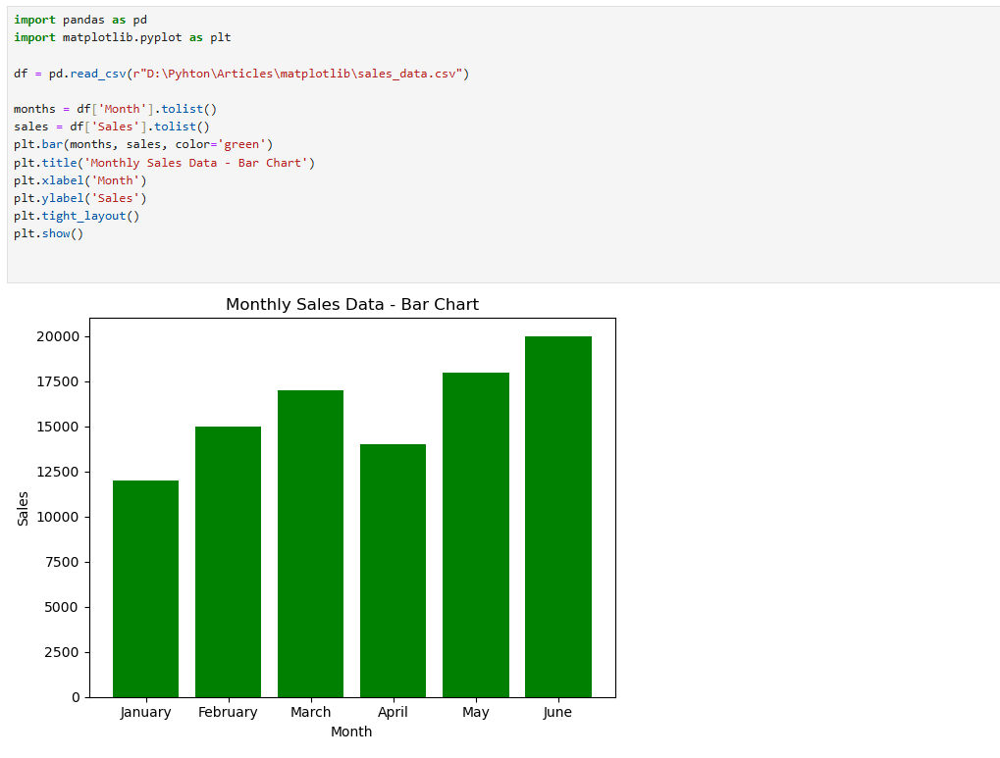 import pandas as pd
import matplotlib.pyplot as plt
df = pd.read_csv(r"D:\Pyhton\Articles\matplotlib\sales_data.csv")
months = df['Month'].tolist()
sales = df['Sales'].tolist()
plt.bar(months, sales, color='green')
plt.title('Monthly Sales Data - Bar Chart')
plt.xlabel('Month')
plt.ylabel('Sales')
plt.tight_layout()
plt.show()
Monthly Sales Data - Bar Chart
20000
17500
15000
12500
10000
7500
5000
2500
0
Sales
January February March April May June
Month